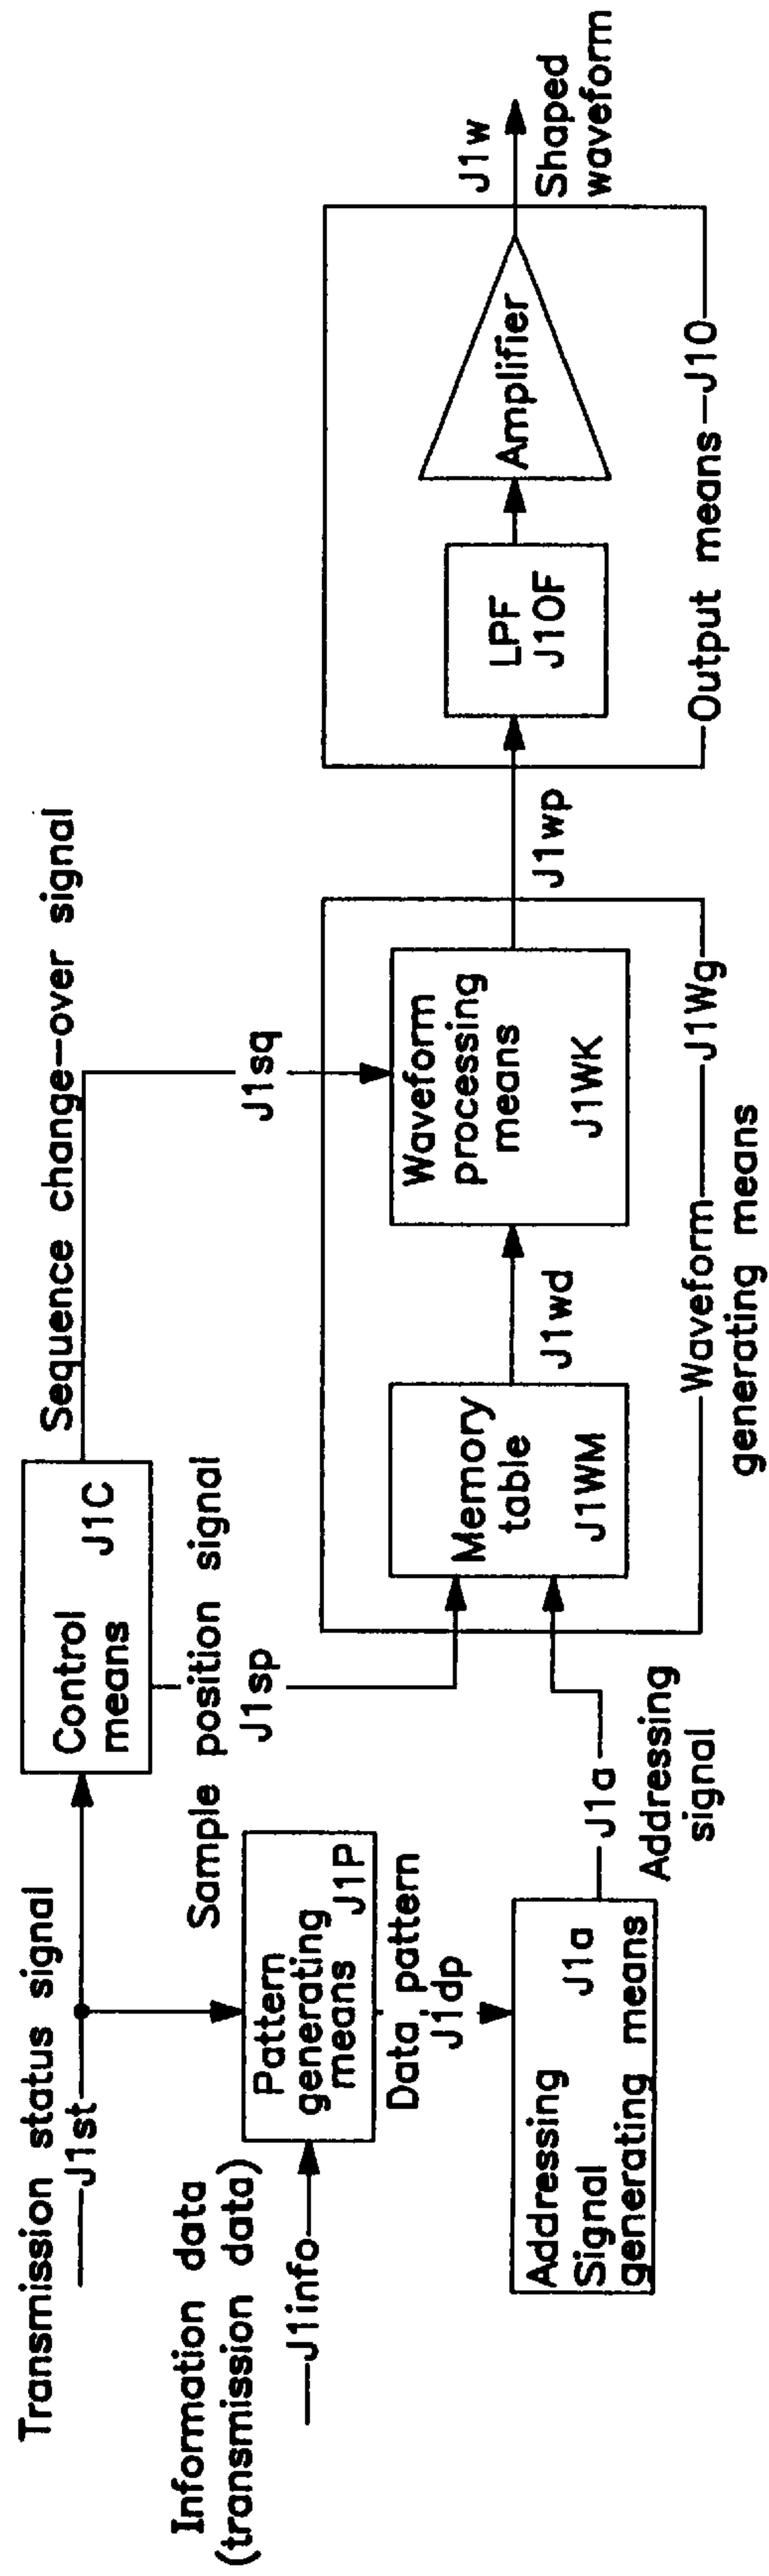 Transmission status signal
J1st
Control
means
J1C
Sequence change-over signal
J1sq
Sample position signal
J1sp
Information data
(transmission data)
J1info
Pattern
generating
means
J1P
Data pattern
J1dp
Addressing
Signal
generating means
J1a
J1a
Addressing
signal
Memory
table
J1WM
J1wd
Waveform
processing
means
J1WK
Waveform
generating means
J1Wg
J1wp
LPF
J1OF
Amplifier
Output means
J1O
J1w
Shaped
waveform